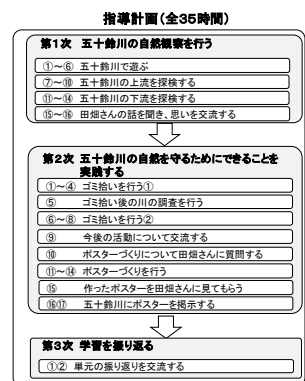 指導計画（全35時間）
第1次 五十鈴川の自然観察を行う
①～⑥ 五十鈴川で遊ぶ
⑦～⑩ 五十鈴川の上流を探検する
⑪～⑭ 五十鈴川の下流を探検する
⑮～⑯ 田畑さんの話を聞き、思いを交流する
第2次 五十鈴川の自然を守るためにできることを
実践する
①～④ ゴミ拾いを行う①
⑤ ゴミ拾い後の川の調査を行う
⑥～⑧ ゴミ拾いを行う②
⑨ 今後の活動について交流する
⑩ ポスターづくりについて田畑さんに質問する
⑪～⑭ ポスターづくりを行う
⑮ 作ったポスターを田畑さんに見てもらう
⑯⑰ 五十鈴川にポスターを掲示する
第3次 学習を振り返る
①② 単元の振り返りを交流する